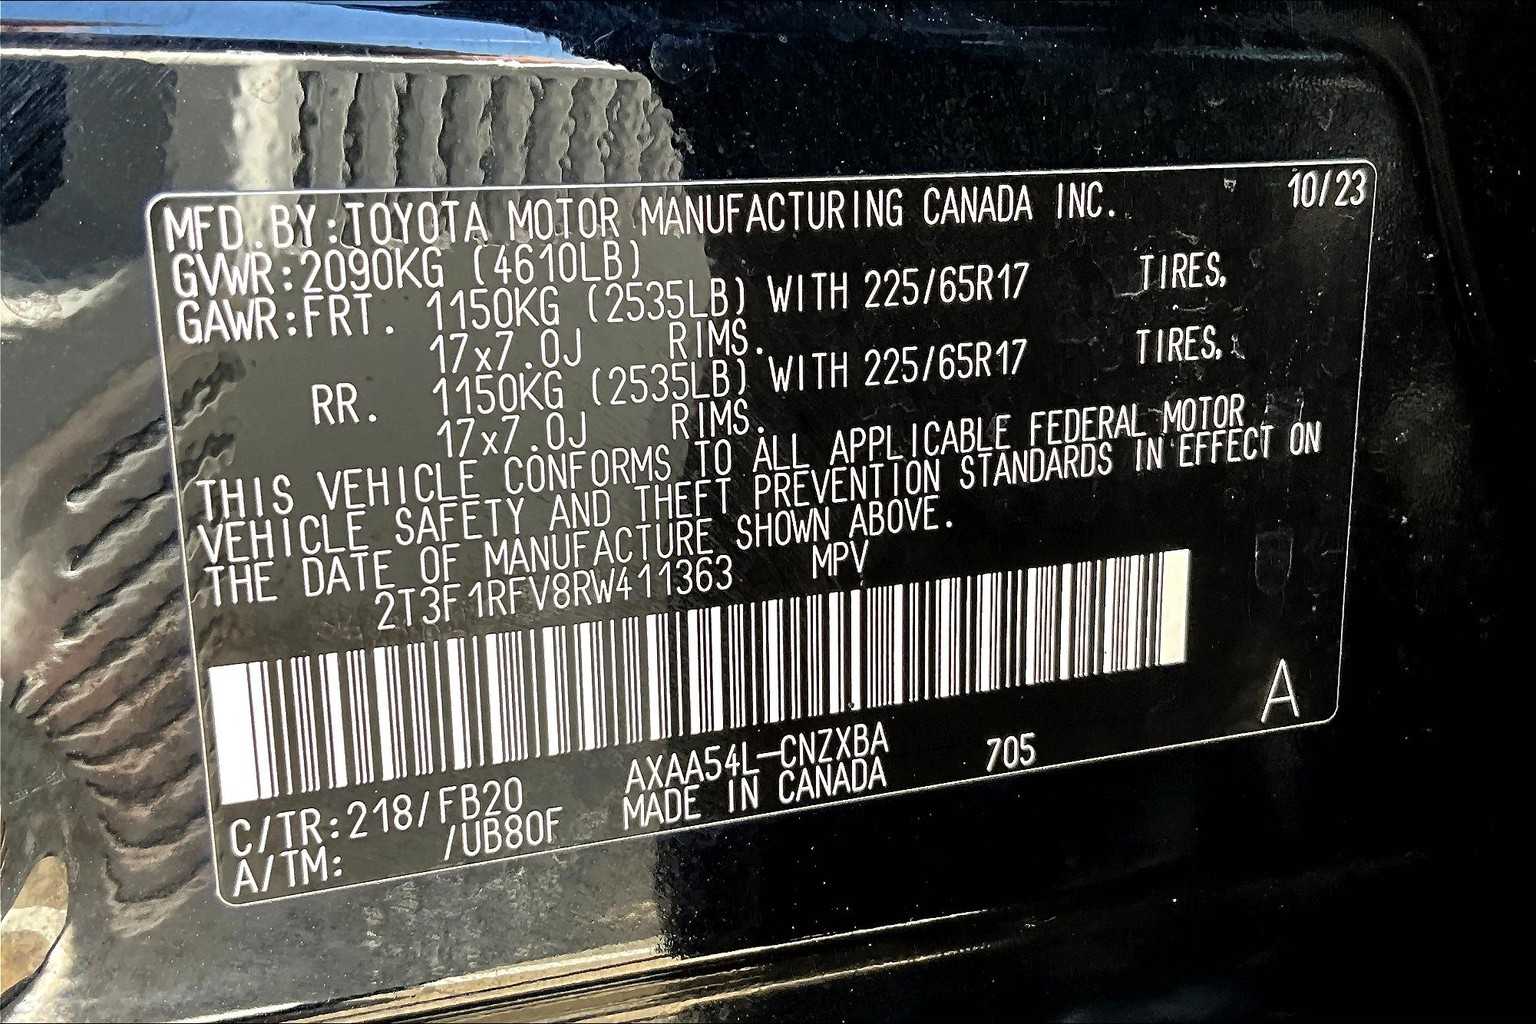 MFD.BY:TOYOTA MOTOR MANUFACTURING CANADA INC. 10/23
GVWR:2090KG (4610LB)
GAWR:FRT. 1150KG (2535LB) WITH 225/65R17 TIRES,
17x7.0J RIMS.
RR. 1150KG (2535LB) WITH 225/65R17 TIRES,
17x7.0J RIMS.
THIS VEHICLE CONFORMS TO ALL APPLICABLE FEDERAL MOTOR
VEHICLE SAFETY AND THEFT PREVENTION STANDARDS IN EFFECT ON
THE DATE OF MANUFACTURE SHOWN ABOVE.
2T3F1RFV8RW411363 MPV
A
C/TR:218/FB20 AXAA54L-CNZXBA 705
A/TM: /UB80F MADE IN CANADA